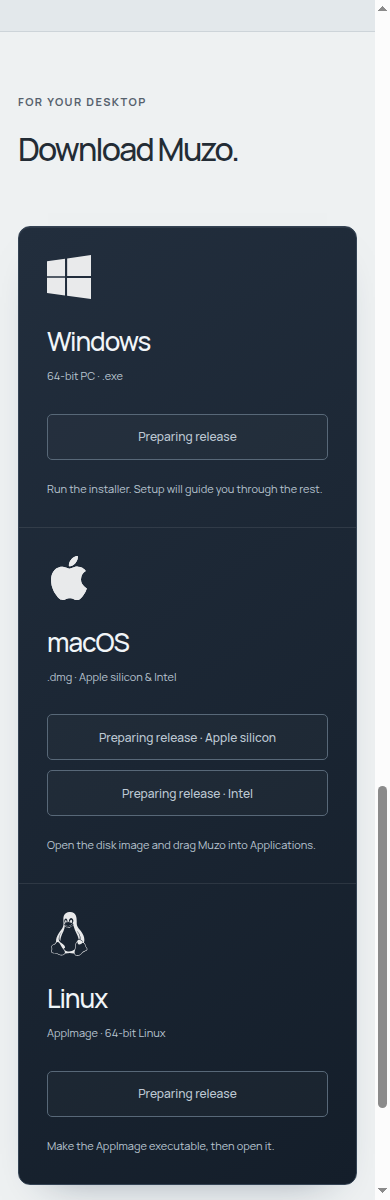 FOR YOUR DESKTOP
Download Muzo.
Windows
64-bit PC · .exe
Preparing release
Run the installer. Setup will guide you through the rest.
macOS
.dmg · Apple silicon & Intel
Preparing release · Apple silicon
Preparing release · Intel
Open the disk image and drag Muzo into Applications.
Linux
AppImage · 64-bit Linux
Preparing release
Make the AppImage executable, then open it.